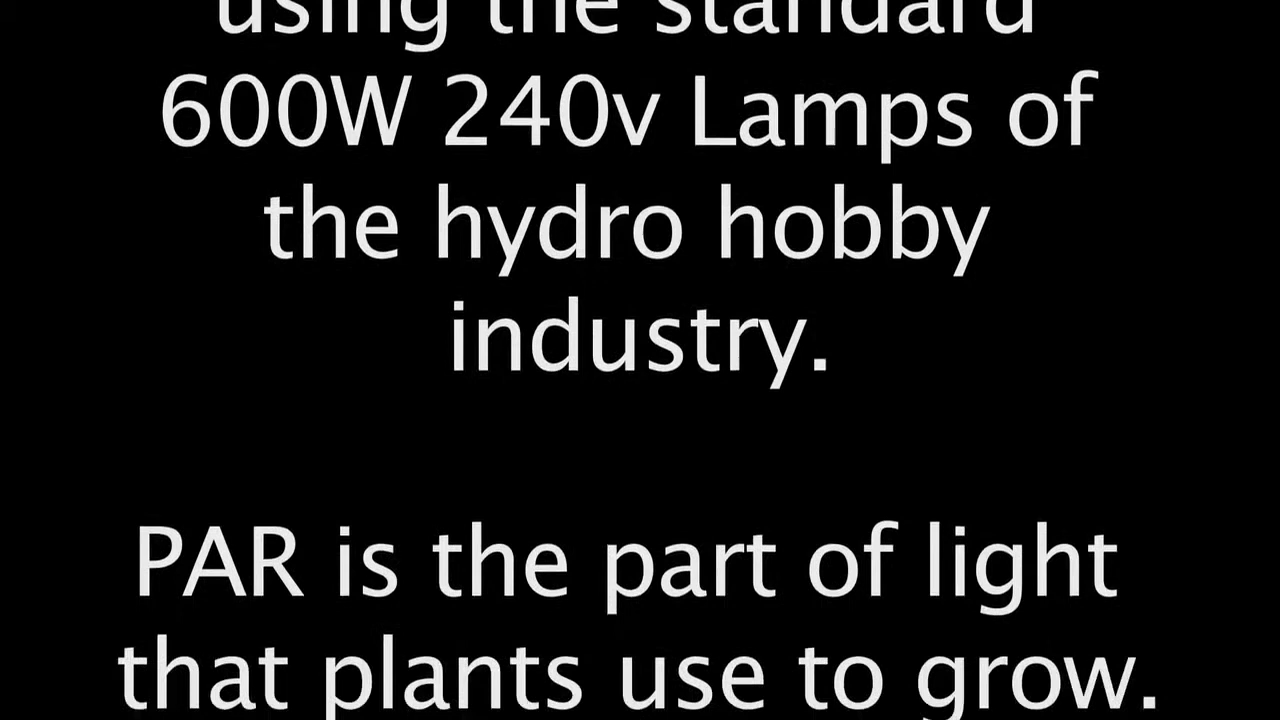 using the standard
600W 240v Lamps of
the hydro hobby
industry.
PAR is the part of light
that plants use to grow.